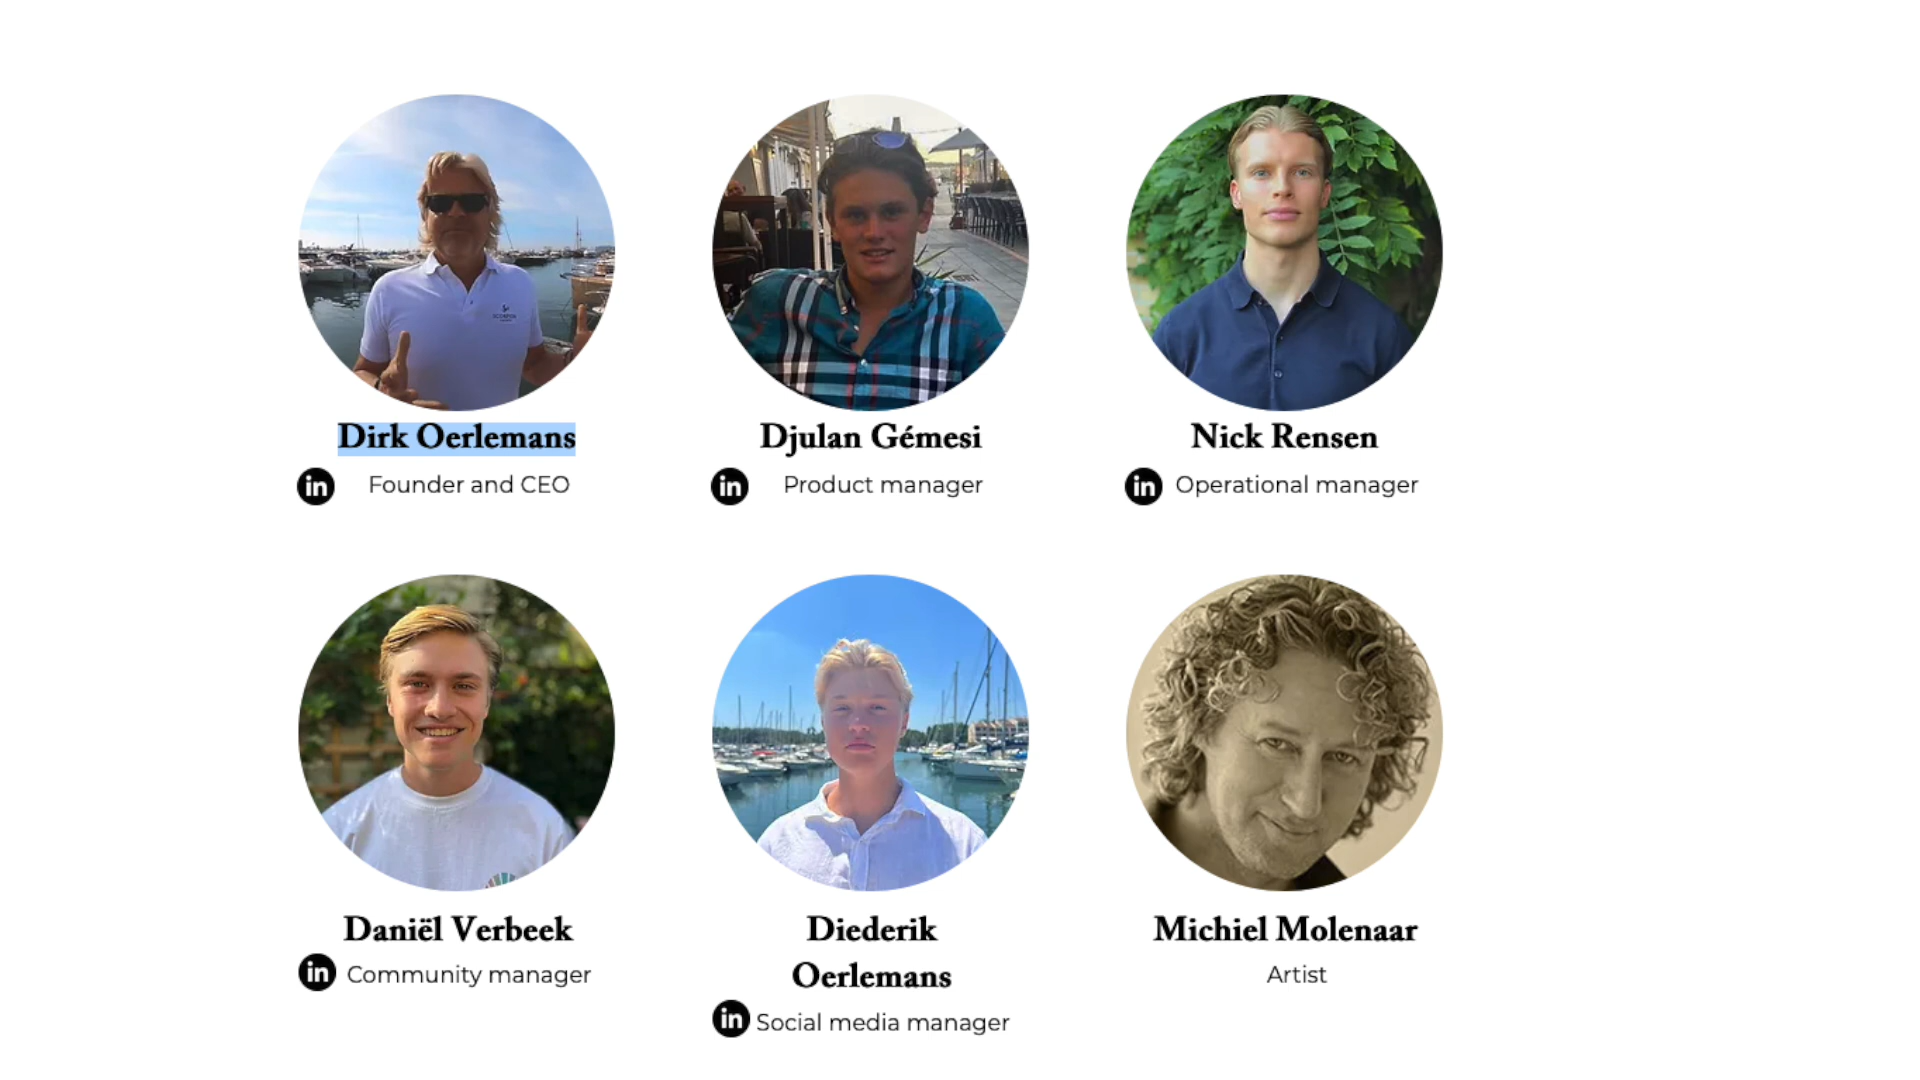 Dirk Oerlemans
Founder and CEO
Djulan Gémesi
Product manager
Nick Rensen
Operational manager
Daniël Verbeek
Community manager
Diederik
Oerlemans
Social media manager
Michiel Molenaar
Artist